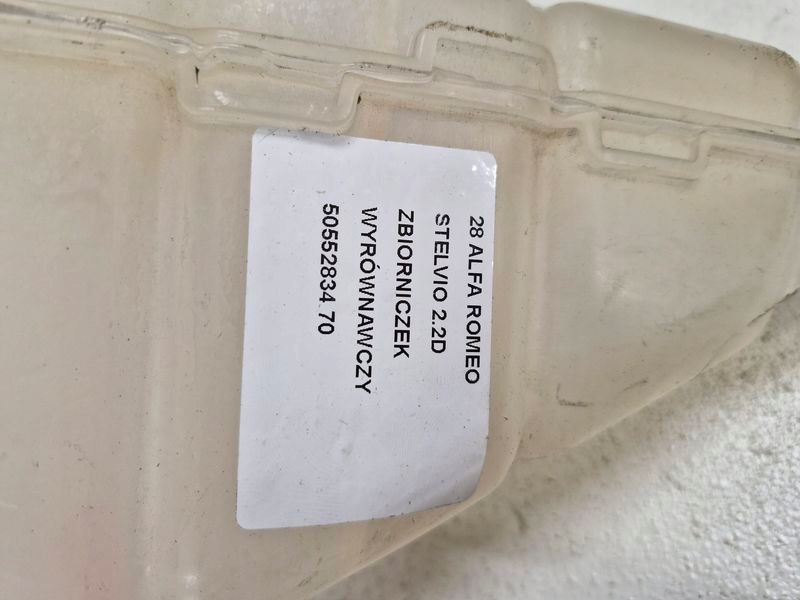 28 ALFA ROMEO
STELVIO 2.2D
ZBIORNICZEK
WYRÓWNAWCZY
50552834 70